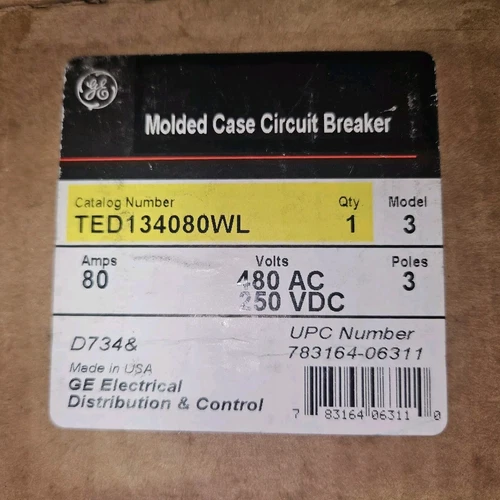 GE
Molded Case Circuit Breaker
Catalog Number Qty Model
TED134080WL 1 3
Amps Volts Poles
80 480 AC 3
250 VDC
D734& UPC Number
783164-06311
Made in USA
GE Electrical
Distribution & Control
7 83164 06311 0